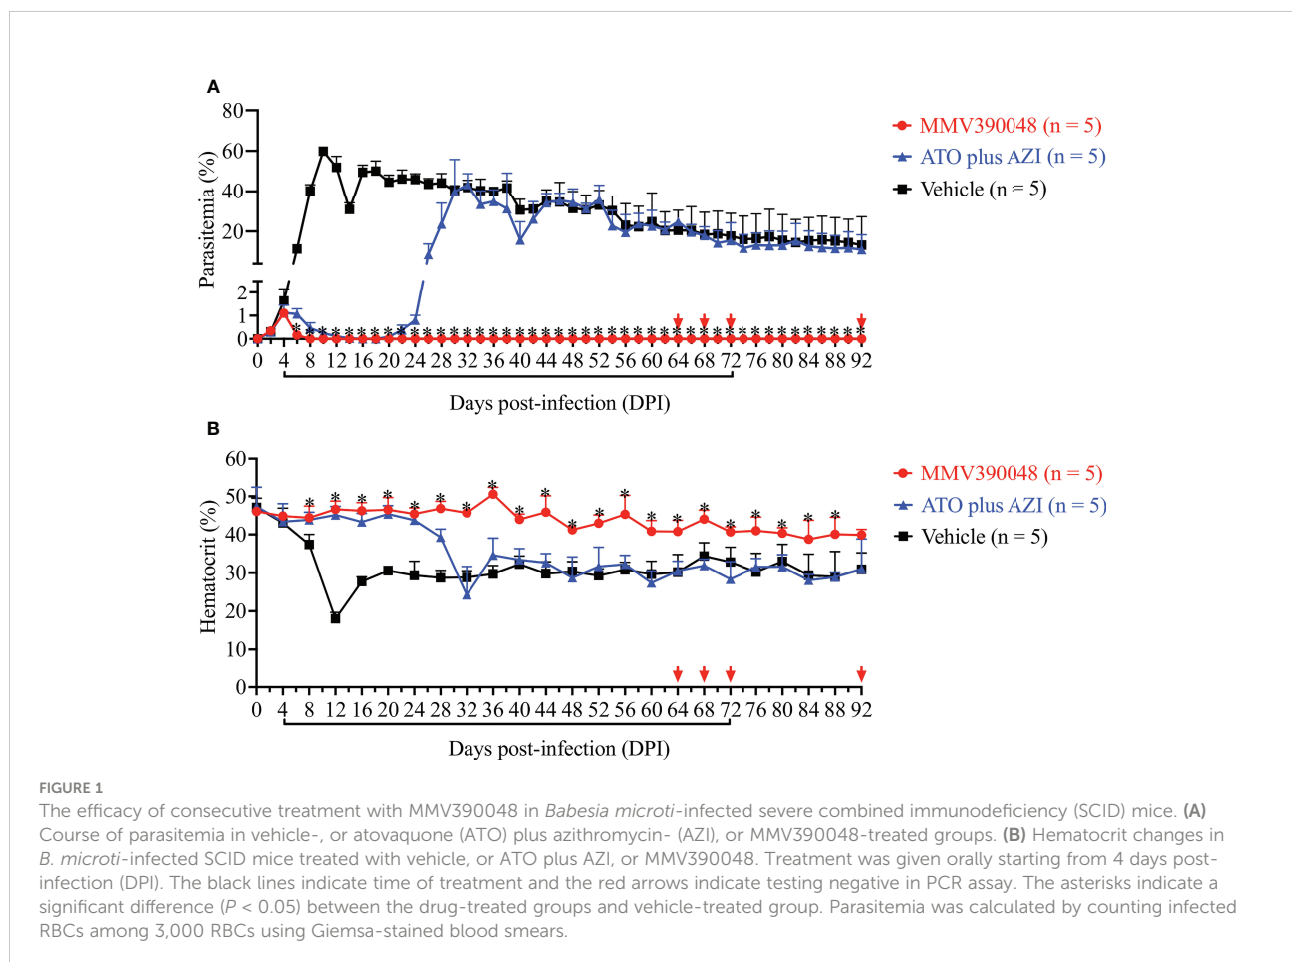 A
80
60
40
20
2
1
0
Parasitemia (%)
MMV390048 (n = 5)
ATO plus AZI (n = 5)
Vehicle (n = 5)
* * * * * * * * * * * * * * * * * * * * * * * * * * * * * * * * * * * * * * * * * * * *
0 4 8 12 16 20 24 28 32 36 40 44 48 52 56 60 64 68 72 76 80 84 88 92
Days post-infection (DPI)
B
60
50
40
30
20
10
0
Hematocrit (%)
MMV390048 (n = 5)
ATO plus AZI (n = 5)
Vehicle (n = 5)
* * * * * * * * * * * * * * * * * * * * *
0 4 8 12 16 20 24 28 32 36 40 44 48 52 56 60 64 68 72 76 80 84 88 92
Days post-infection (DPI)
FIGURE 1
The efficacy of consecutive treatment with MMV390048 in Babesia microti-infected severe combined immunodeficiency (SCID) mice. (A)
Course of parasitemia in vehicle-, or atovaquone (ATO) plus azithromycin- (AZI), or MMV390048-treated groups. (B) Hematocrit changes in
B. microti-infected SCID mice treated with vehicle, or ATO plus AZI, or MMV390048. Treatment was given orally starting from 4 days post-
infection (DPI). The black lines indicate time of treatment and the red arrows indicate testing negative in PCR assay. The asterisks indicate a
significant difference (P < 0.05) between the drug-treated groups and vehicle-treated group. Parasitemia was calculated by counting infected
RBCs among 3,000 RBCs using Giemsa-stained blood smears.